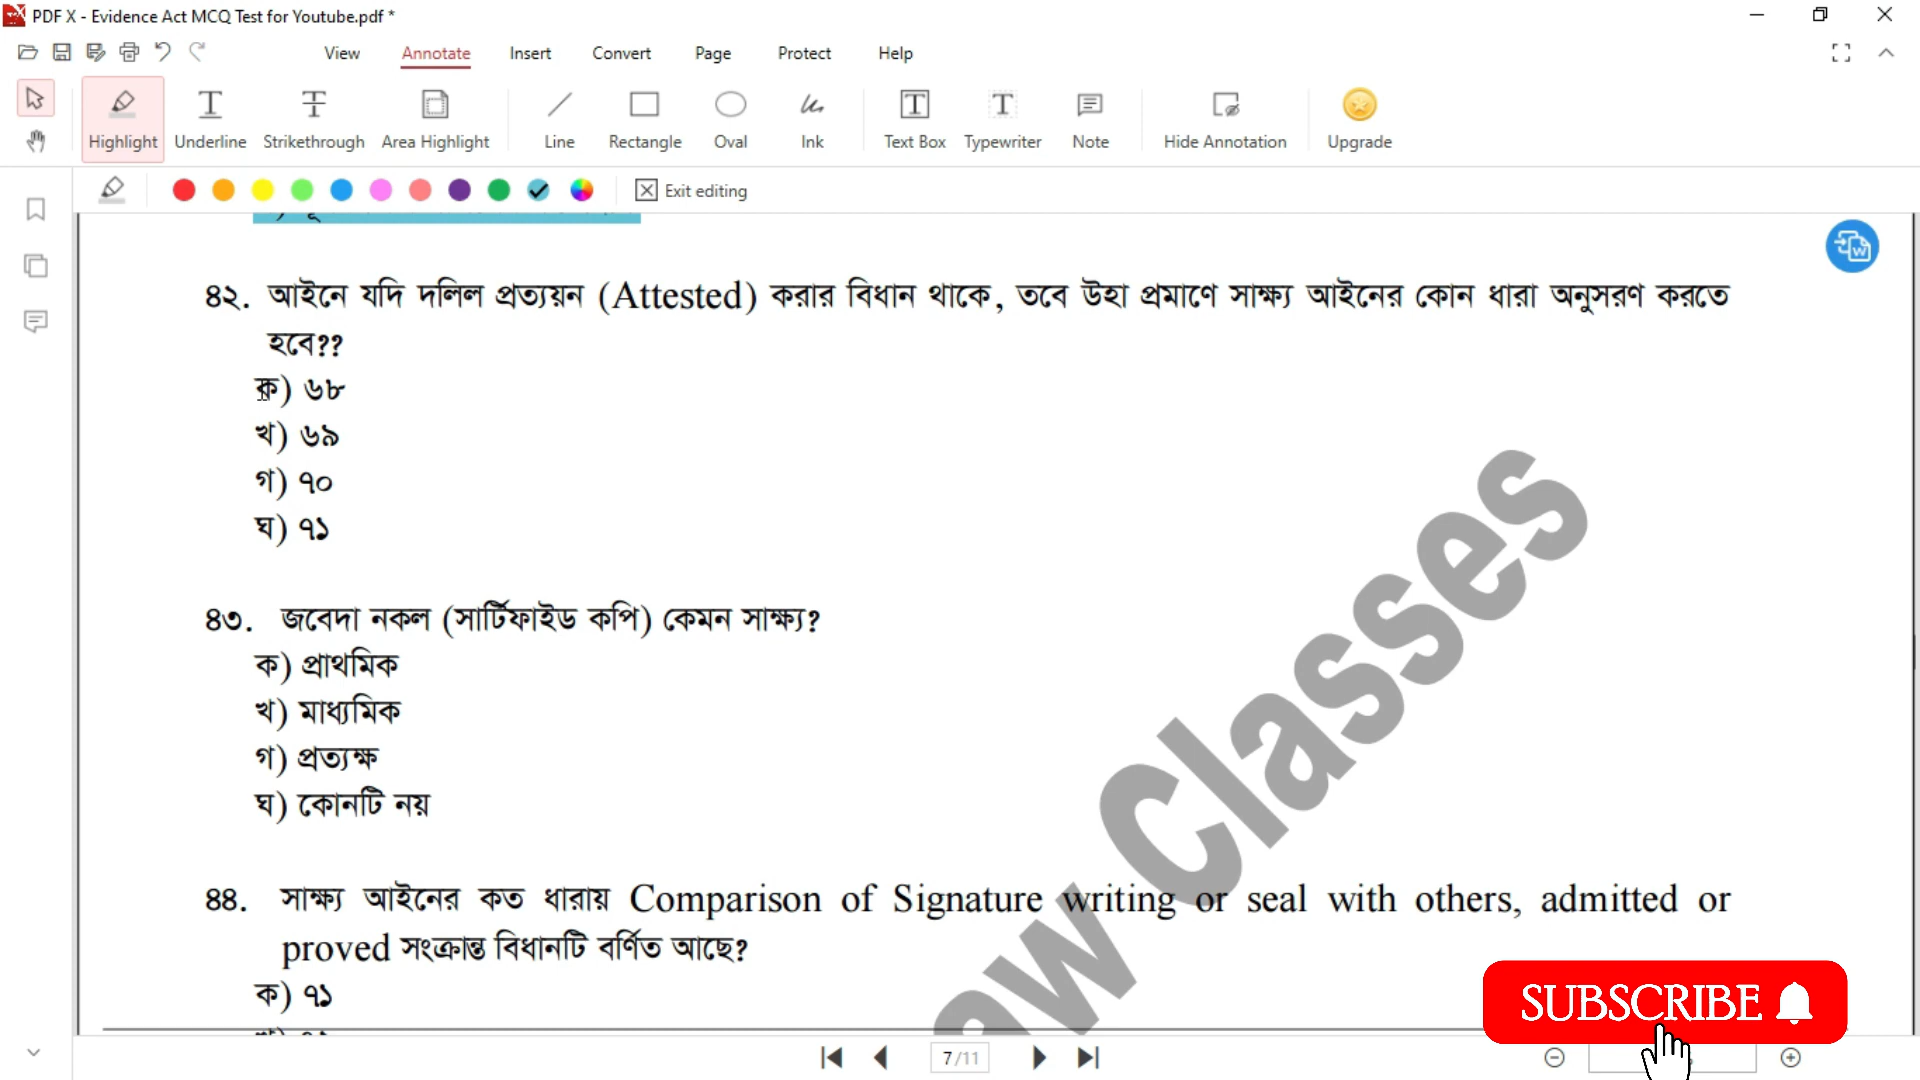 PDF X - Evidence Act MCQ Test for Youtube.pdf *
View Annotate Insert Convert Page Protect Help
Highlight Underline Strikethrough Area Highlight Line Rectangle Oval Ink Text Box Typewriter Note Hide Annotation Upgrade
Exit editing
৪২. আইনে যদি দলিল প্রত্যয়ন (Attested) করার বিধান থাকে, তবে উহা প্রমাণে সাক্ষ্য আইনের কোন ধারা অনুসরণ করতে
হবে??
ক) ৬৮
খ) ৬৯
গ) ৭০
ঘ) ৭১
৪৩. জবেদা নকল (সার্টিফাইড কপি) কেমন সাক্ষ্য?
ক) প্রাথমিক
খ) মাধ্যমিক
গ) প্রত্যক্ষ
ঘ) কোনটি নয়
৪৪. সাক্ষ্য আইনের কত ধারায় Comparison of Signature writing or seal with others, admitted or
proved সংক্রান্ত বিধানটি বর্ণিত আছে?
ক) ৭১
aw Classes
SUBSCRIBE
7 /11